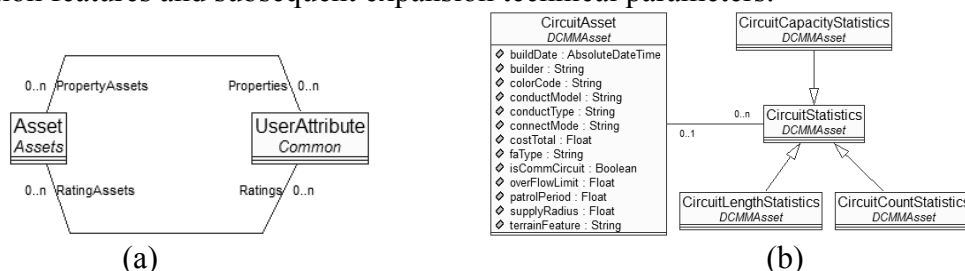 ion features and subsequent expansion technical parameters.
0..n PropertyAssets Properties 0..n
Asset
Assets
UserAttribute
Common
0..n RatingAssets Ratings 0..n
(a)
CircuitAsset
DCMMAsset
buildDate : AbsoluteDateTime
builder : String
colorCode : String
conductModel : String
conductType : String
connectMode : String
costTotal : Float
faType : String
isCommCircuit : Boolean
overFlowLimit : Float
patrolPeriod : Float
supplyRadius : Float
terrainFeature : String
0..1
0..n
CircuitCapacityStatistics
DCMMAsset
CircuitStatistics
DCMMAsset
CircuitLengthStatistics
DCMMAsset
CircuitCountStatistics
DCMMAsset
(b)